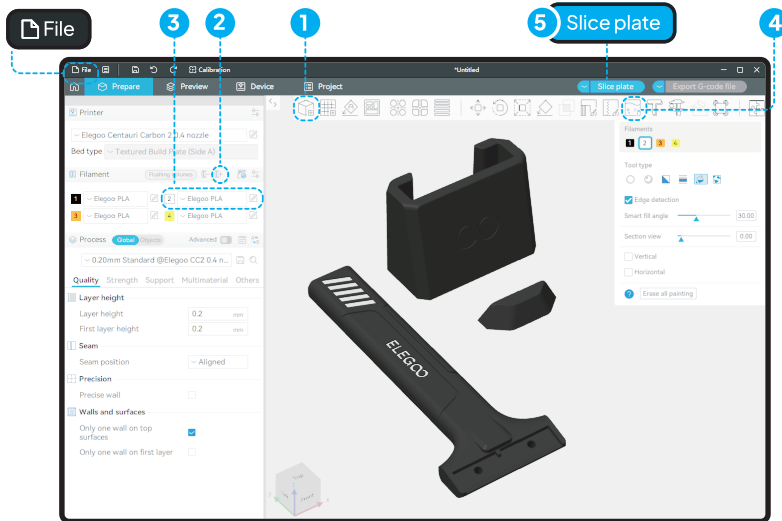 File
3
2
1
5 Slice plate
4
File
Calibration
*Untitled
Prepare
Preview
Device
Project
Slice plate
Export G-code file
Printer
Elegoo Centauri Carbon 2 0.4 nozzle
Bed type
Textured Build Plate (Side A)
Filament
Flushing volumes
1 Elegoo PLA
2 Elegoo PLA
3 Elegoo PLA
4 Elegoo PLA
Process
Global
Objects
Advanced
0.20mm Standard @Elegoo CC2 0.4 n...
Quality
Strength
Support
Multimaterial
Others
Layer height
Layer height
0.2 mm
First layer height
0.2 mm
Seam
Seam position
Aligned
Precision
Precise wall
Walls and surfaces
Only one wall on top
surfaces
Only one wall on first layer
ELEGOO
Top
Front
x
Filaments
1 2 3 4
Tool type
Edge detection
Smart fill angle
30.00
Section view
0.00
Vertical
Horizontal
Erase all painting